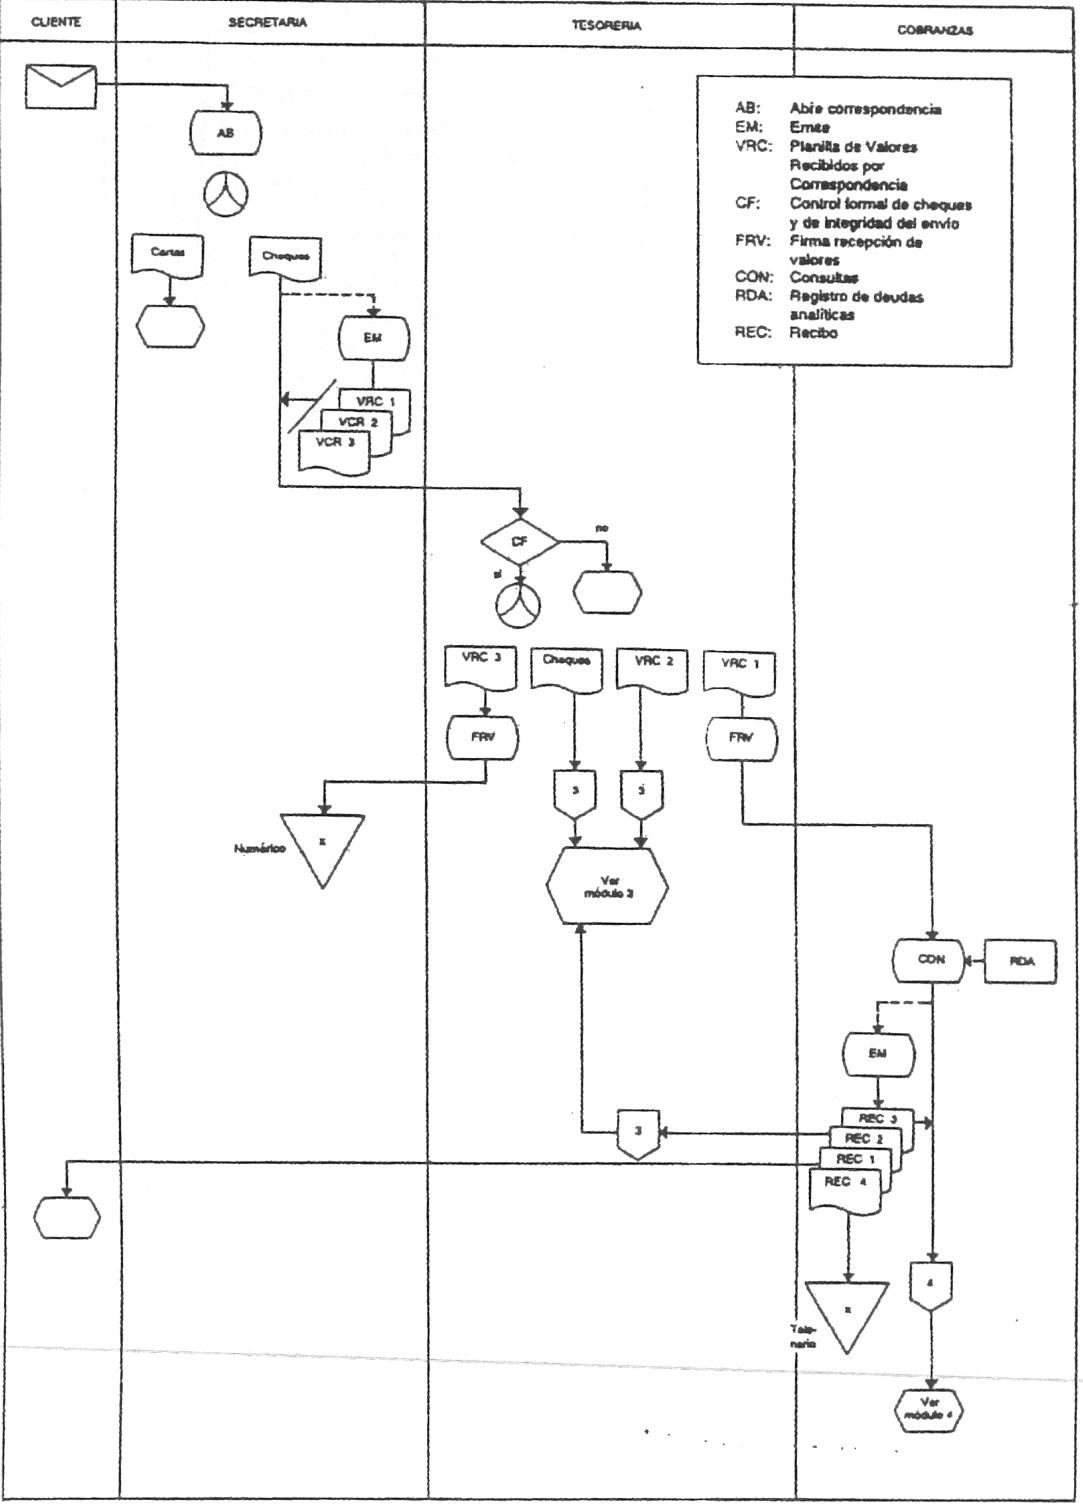 CLIENTE
SECRETARIA
TESORERIA
COBRANZAS
AB: Abre correspondencia
EM: Emite
VRC: Planilla de Valores
Recibidos por
Correspondencia
CF: Control formal de cheques
y de integridad del envío
FRV: Firma recepción de
valores
CON: Consultas
RDA: Registro de deudas
analíticas
REC: Recibo
AB
Cartas
Cheques
EM
VRC 1
VCR 2
VCR 3
CF
no
si
VRC 3
Cheques
VRC 2
VRC 1
FRV
FRV
3
3
Numérico
x
Ver
módulo 3
CON
RDA
EM
REC 3
3
REC 2
REC 1
REC 4
4
x
Talo-
nario
Ver
módulo 4